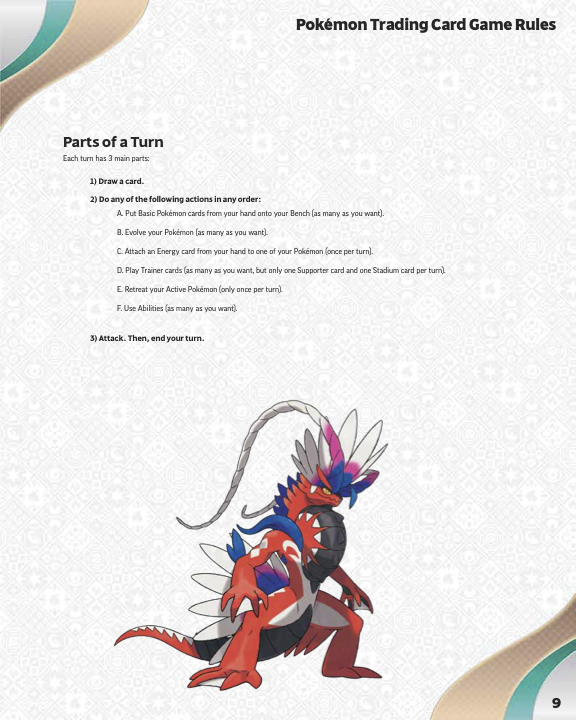 Pokémon Trading Card Game Rules
Parts of a Turn
Each turn has 3 main parts:
1) Draw a card.
2) Do any of the following actions in any order:
A. Put Basic Pokémon cards from your hand onto your Bench (as many as you want).
B. Evolve your Pokémon (as many as you want).
C. Attach an Energy card from your hand to one of your Pokémon (once per turn).
D. Play Trainer cards (as many as you want, but only one Supporter card and one Stadium card per turn).
E. Retreat your Active Pokémon (only once per turn).
F. Use Abilities (as many as you want).
3) Attack. Then, end your turn.
9